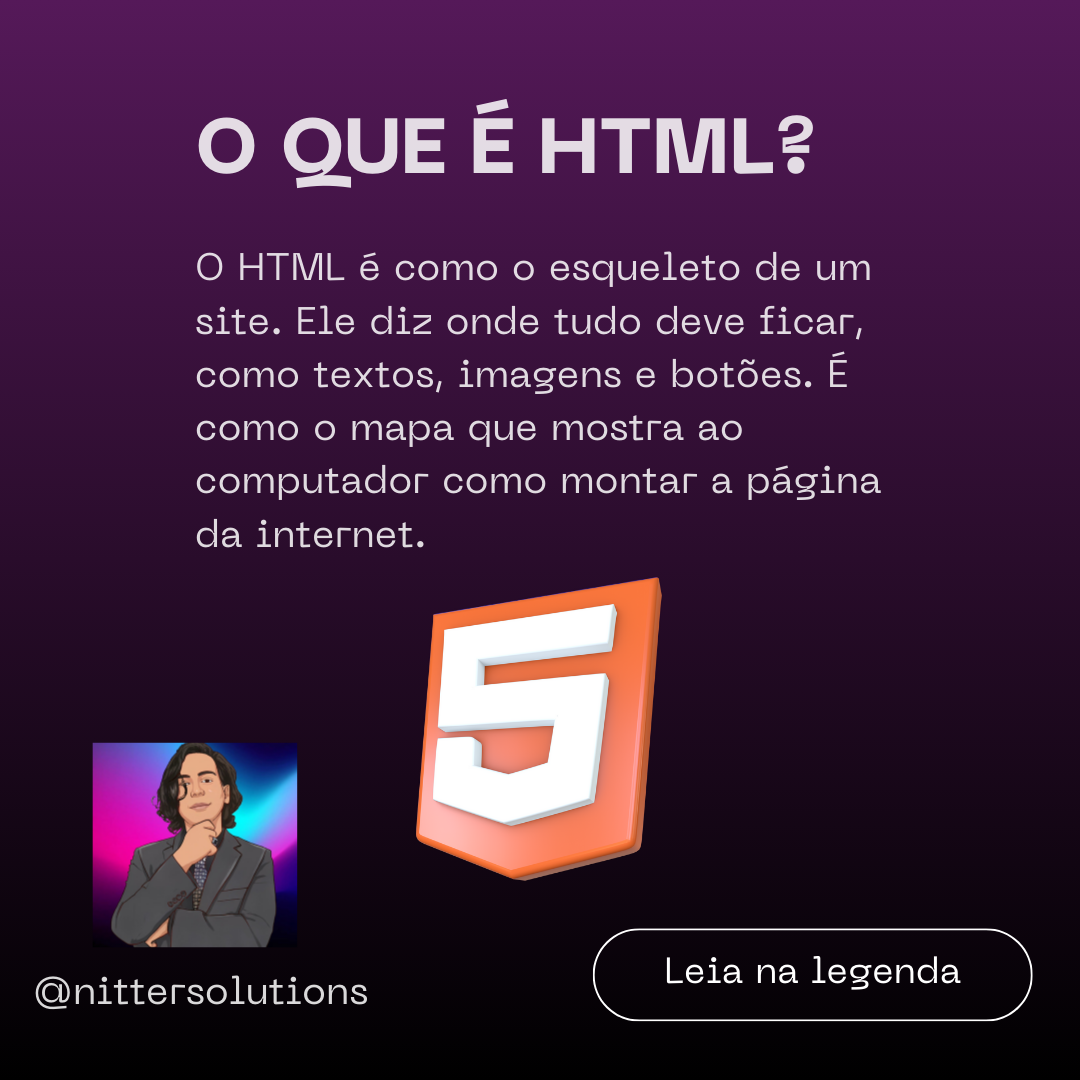 O QUE É HTML?
O HTML é como o esqueleto de um
site. Ele diz onde tudo deve ficar,
como textos, imagens e botões. É
como o mapa que mostra ao
computador como montar a página
da internet.
5
@nittersolutions
Leia na legenda